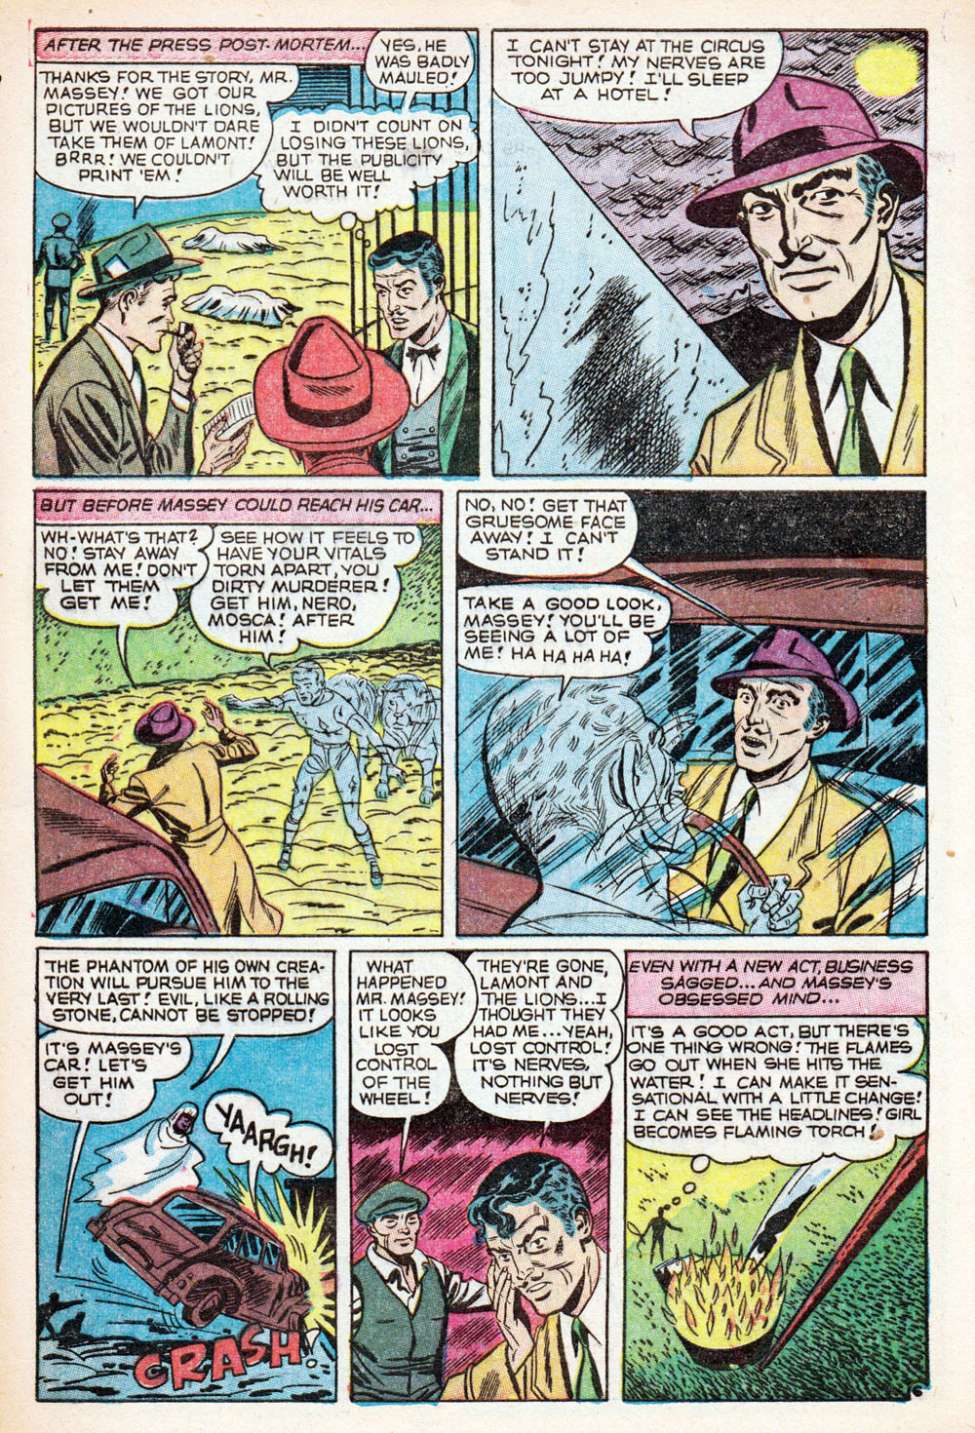 AFTER THE PRESS POST-MORTEM...
THANKS FOR THE STORY, MR.
MASSEY! WE GOT OUR
PICTURES OF THE LIONS,
BUT WE WOULDN'T DARE
TAKE THEM OF LAMONT!
BRRR! WE COULDN'T
PRINT 'EM!
YES, HE
WAS BADLY
MAULED!
I DIDN'T COUNT ON
LOSING THESE LIONS,
BUT THE PUBLICITY
WILL BE WELL
WORTH IT!
I CAN'T STAY AT THE CIRCUS
TONIGHT! MY NERVES ARE
TOO JUMPY! I'LL SLEEP
AT A HOTEL!
BUT BEFORE MASSEY COULD REACH HIS CAR...
WH-WHAT'S THAT?
NO! STAY AWAY
FROM ME! DON'T
LET THEM
GET ME!
SEE HOW IT FEELS TO
HAVE YOUR VITALS
TORN APART, YOU
DIRTY MURDERER!
GET HIM, NERO,
MOSCA! AFTER
HIM!
NO, NO! GET THAT
GRUESOME FACE
AWAY! I CAN'T
STAND IT!
TAKE A GOOD LOOK,
MASSEY! YOU'LL BE
SEEING A LOT OF
ME! HA HA HA HA!
THE PHANTOM OF HIS OWN CREA-
TION WILL PURSUE HIM TO THE
VERY LAST! EVIL, LIKE A ROLLING
STONE, CANNOT BE STOPPED!
IT'S MASSEY'S
CAR! LET'S
GET HIM
OUT!
YAARGH!
CRASH!
WHAT
HAPPENED
MR. MASSEY!
IT LOOKS
LIKE YOU
LOST
CONTROL
OF THE
WHEEL!
THEY'RE GONE,
LAMONT AND
THE LIONS...I
THOUGHT THEY
HAD ME...YEAH,
LOST CONTROL!
IT'S NERVES,
NOTHING BUT
NERVES!
EVEN WITH A NEW ACT, BUSINESS
SAGGED...AND MASSEY'S
OBSESSED MIND...
IT'S A GOOD ACT, BUT THERE'S
ONE THING WRONG! THE FLAMES
GO OUT WHEN SHE HITS THE
WATER! I CAN MAKE IT SEN-
SATIONAL WITH A LITTLE CHANGE!
I CAN SEE THE HEADLINES! GIRL
BECOMES FLAMING TORCH!
6